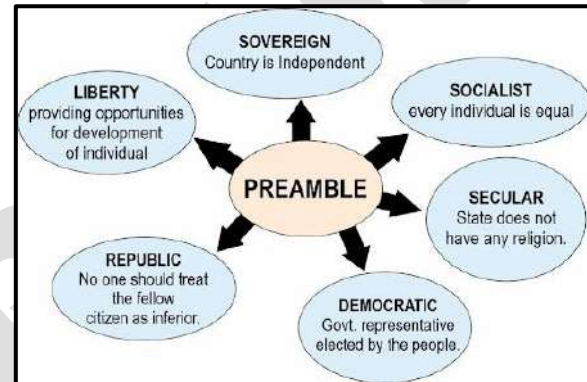 SOVEREIGN
Country is Independent
LIBERTY
providing opportunities
for development
of individual
SOCIALIST
every individual is equal
PREAMBLE
SECULAR
State does not
have any religion.
REPUBLIC
No one should treat
the fellow
citizen as inferior.
DEMOCRATIC
Govt. representative
elected by the people.